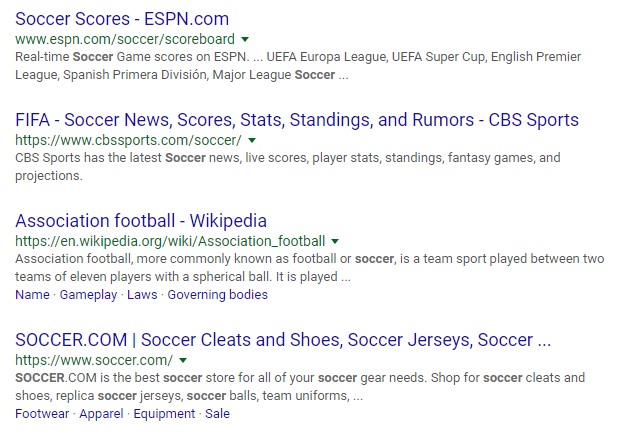 Soccer Scores - ESPN.com
www.espn.com/soccer/scoreboard
Real-time Soccer Game scores on ESPN. ... UEFA Europa League, UEFA Super Cup, English Premier
League, Spanish Primera División, Major League Soccer ...
FIFA - Soccer News, Scores, Stats, Standings, and Rumors - CBS Sports
https://www.cbssports.com/soccer/
CBS Sports has the latest Soccer news, live scores, player stats, standings, fantasy games, and
projections.
Association football - Wikipedia
https://en.wikipedia.org/wiki/Association_football
Association football, more commonly known as football or soccer, is a team sport played between two
teams of eleven players with a spherical ball. It is played ...
Name · Gameplay · Laws · Governing bodies
SOCCER.COM | Soccer Cleats and Shoes, Soccer Jerseys, Soccer ...
https://www.soccer.com/
SOCCER.COM is the best soccer store for all of your soccer gear needs. Shop for soccer cleats and
shoes, replica soccer jerseys, soccer balls, team uniforms, ...
Footwear · Apparel · Equipment · Sale